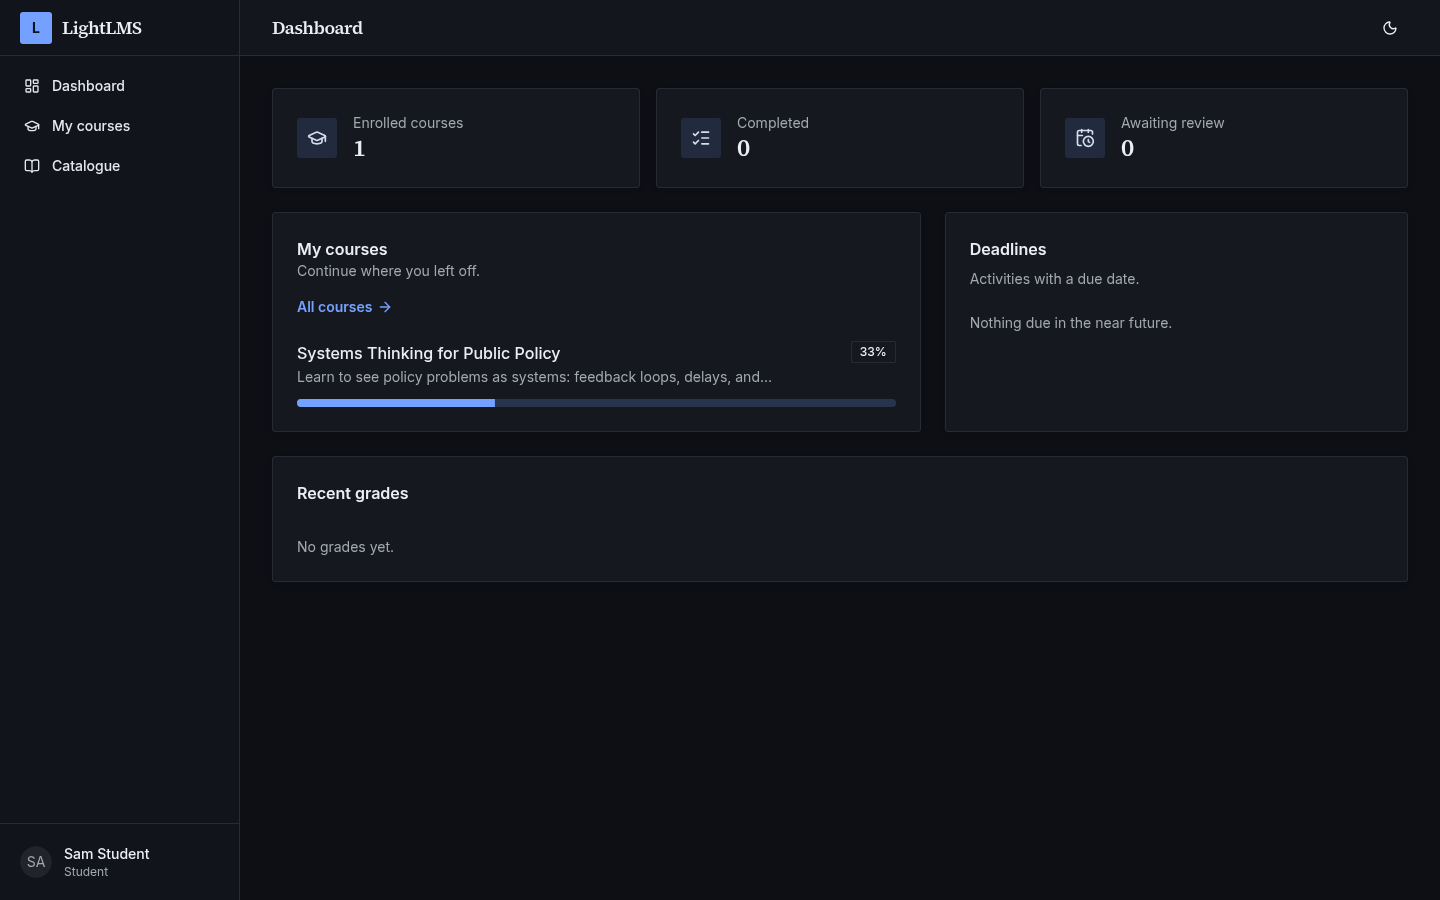 L
LightLMS
Dashboard
Dashboard
My courses
Catalogue
Enrolled courses
1
Completed
0
Awaiting review
0
My courses
Continue where you left off.
All courses
Systems Thinking for Public Policy
33%
Learn to see policy problems as systems: feedback loops, delays, and...
Deadlines
Activities with a due date.
Nothing due in the near future.
Recent grades
No grades yet.
SA
Sam Student
Student